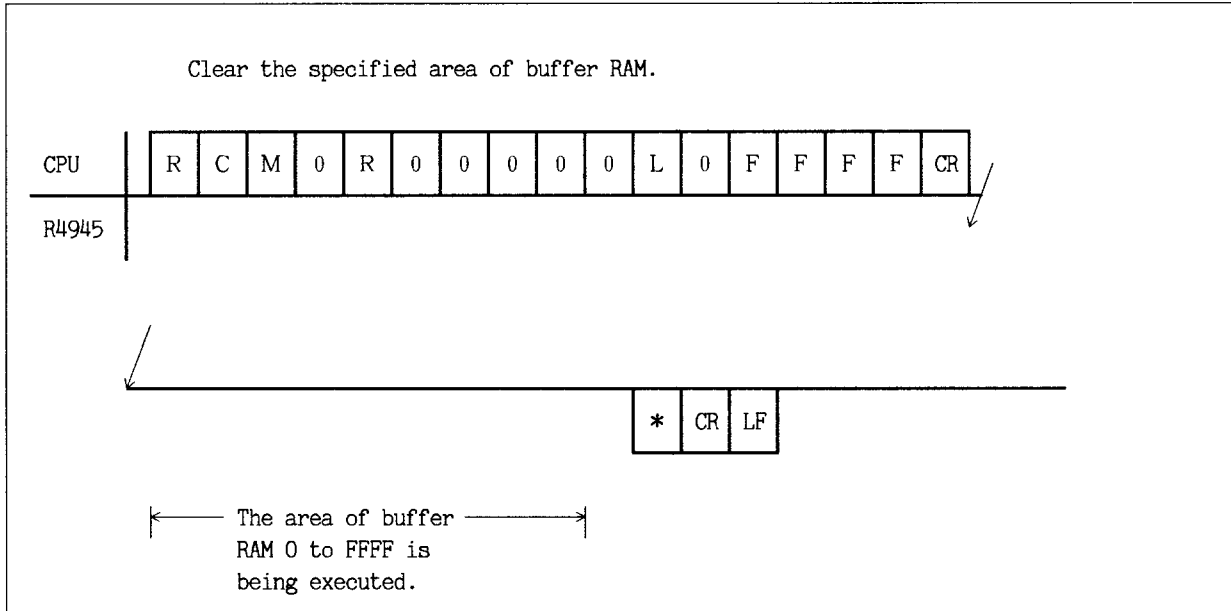 Clear the specified area of buffer RAM.
CPU R C M 0 R 0 0 0 0 0 L 0 F F F F CR
R4945
* CR LF
The area of buffer
RAM 0 to FFFF is
being executed.